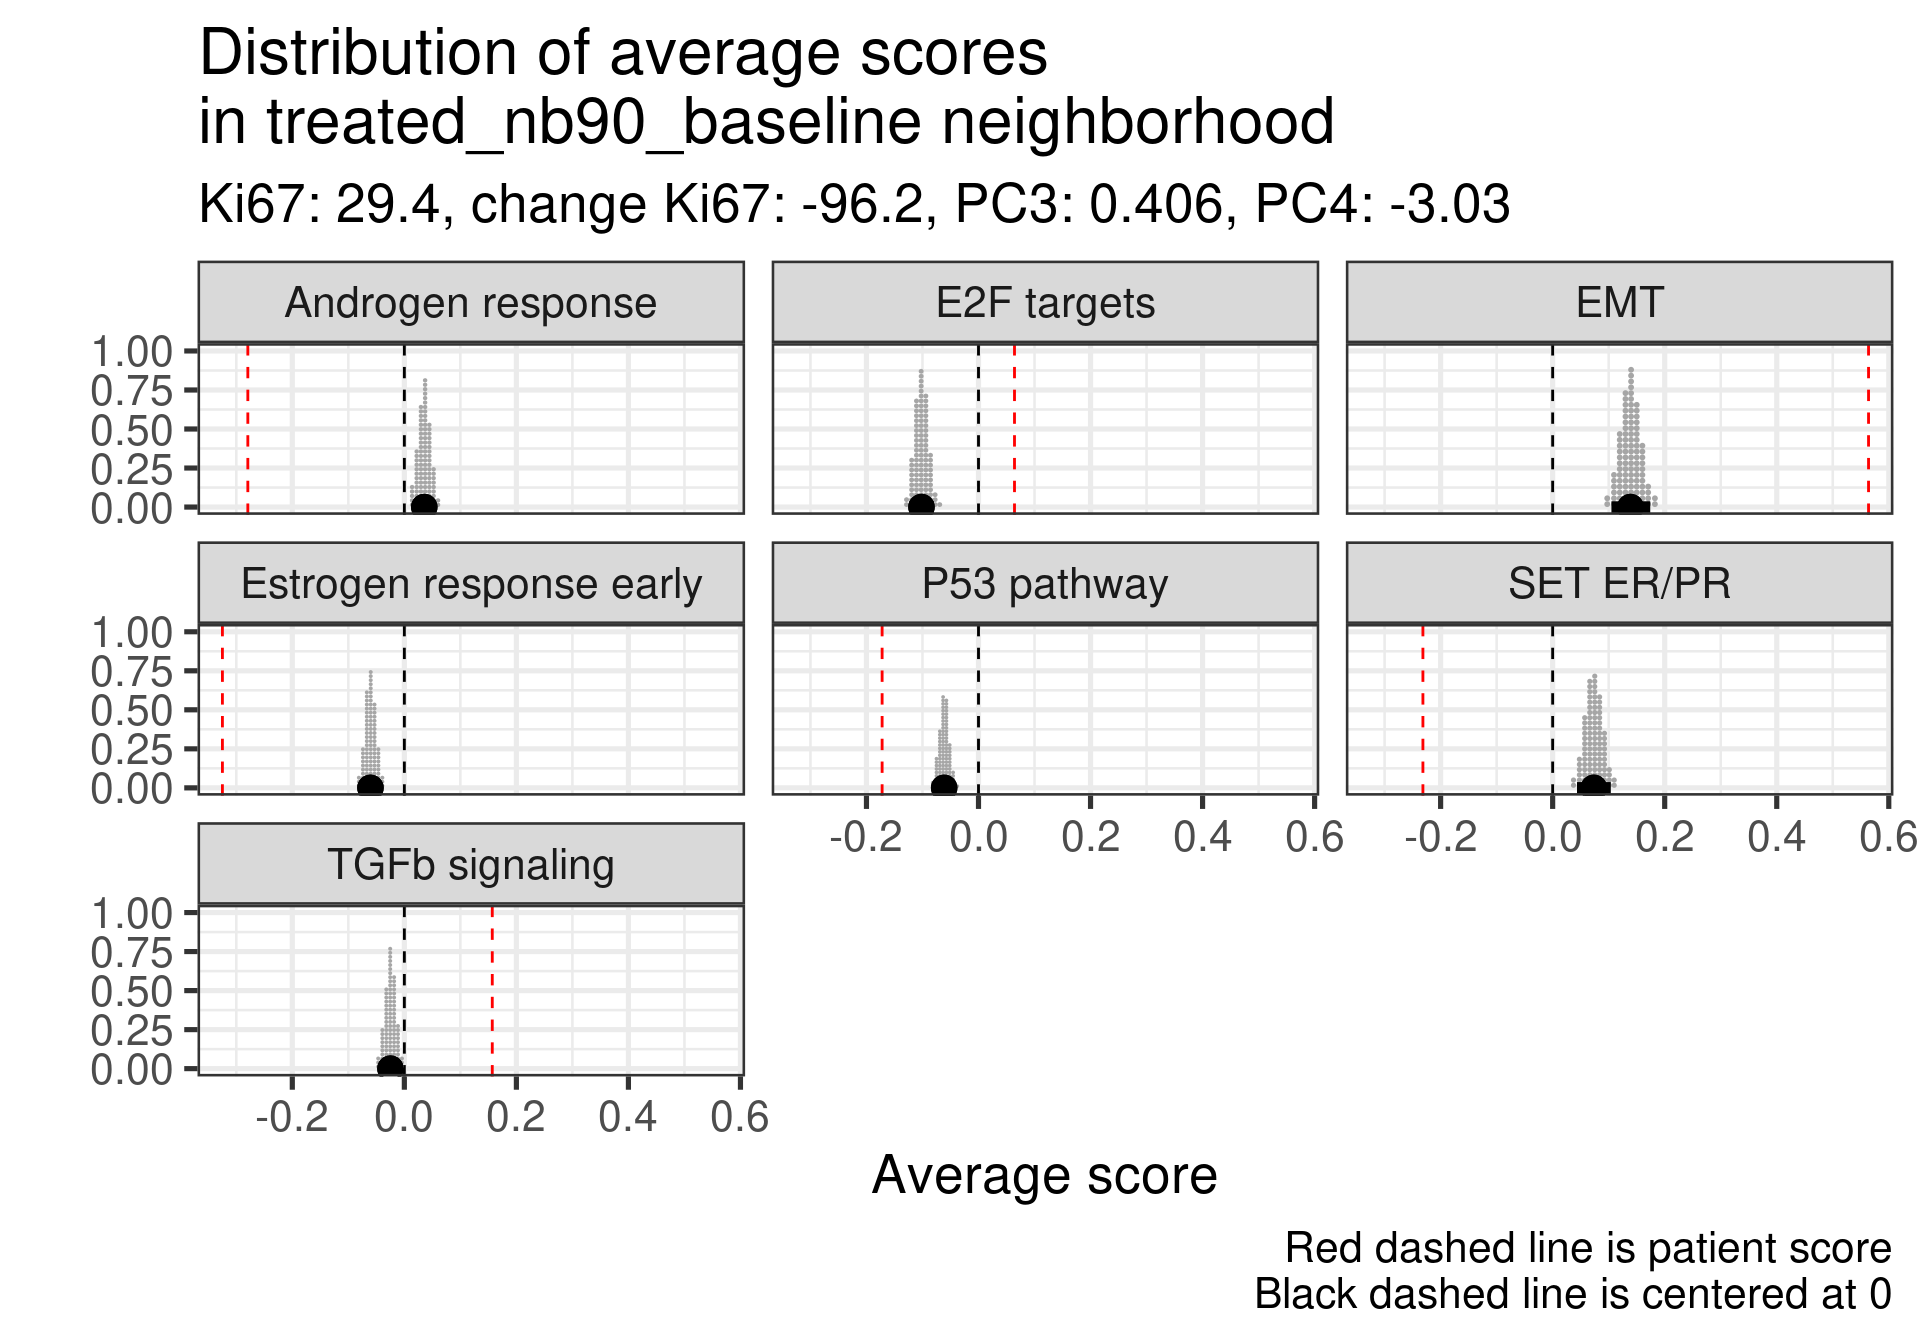 Distribution of average scores
in treated_nb90_baseline neighborhood
Ki67: 29.4, change Ki67: -96.2, PC3: 0.406, PC4: -3.03
Androgen response
E2F targets
EMT
1.00
0.75
0.50
0.25
0.00
Estrogen response early
P53 pathway
SET ER/PR
1.00
0.75
0.50
0.25
0.00
-0.2 0.0 0.2 0.4 0.6
-0.2 0.0 0.2 0.4 0.6
TGFb signaling
1.00
0.75
0.50
0.25
0.00
-0.2 0.0 0.2 0.4 0.6
Average score
Red dashed line is patient score
Black dashed line is centered at 0